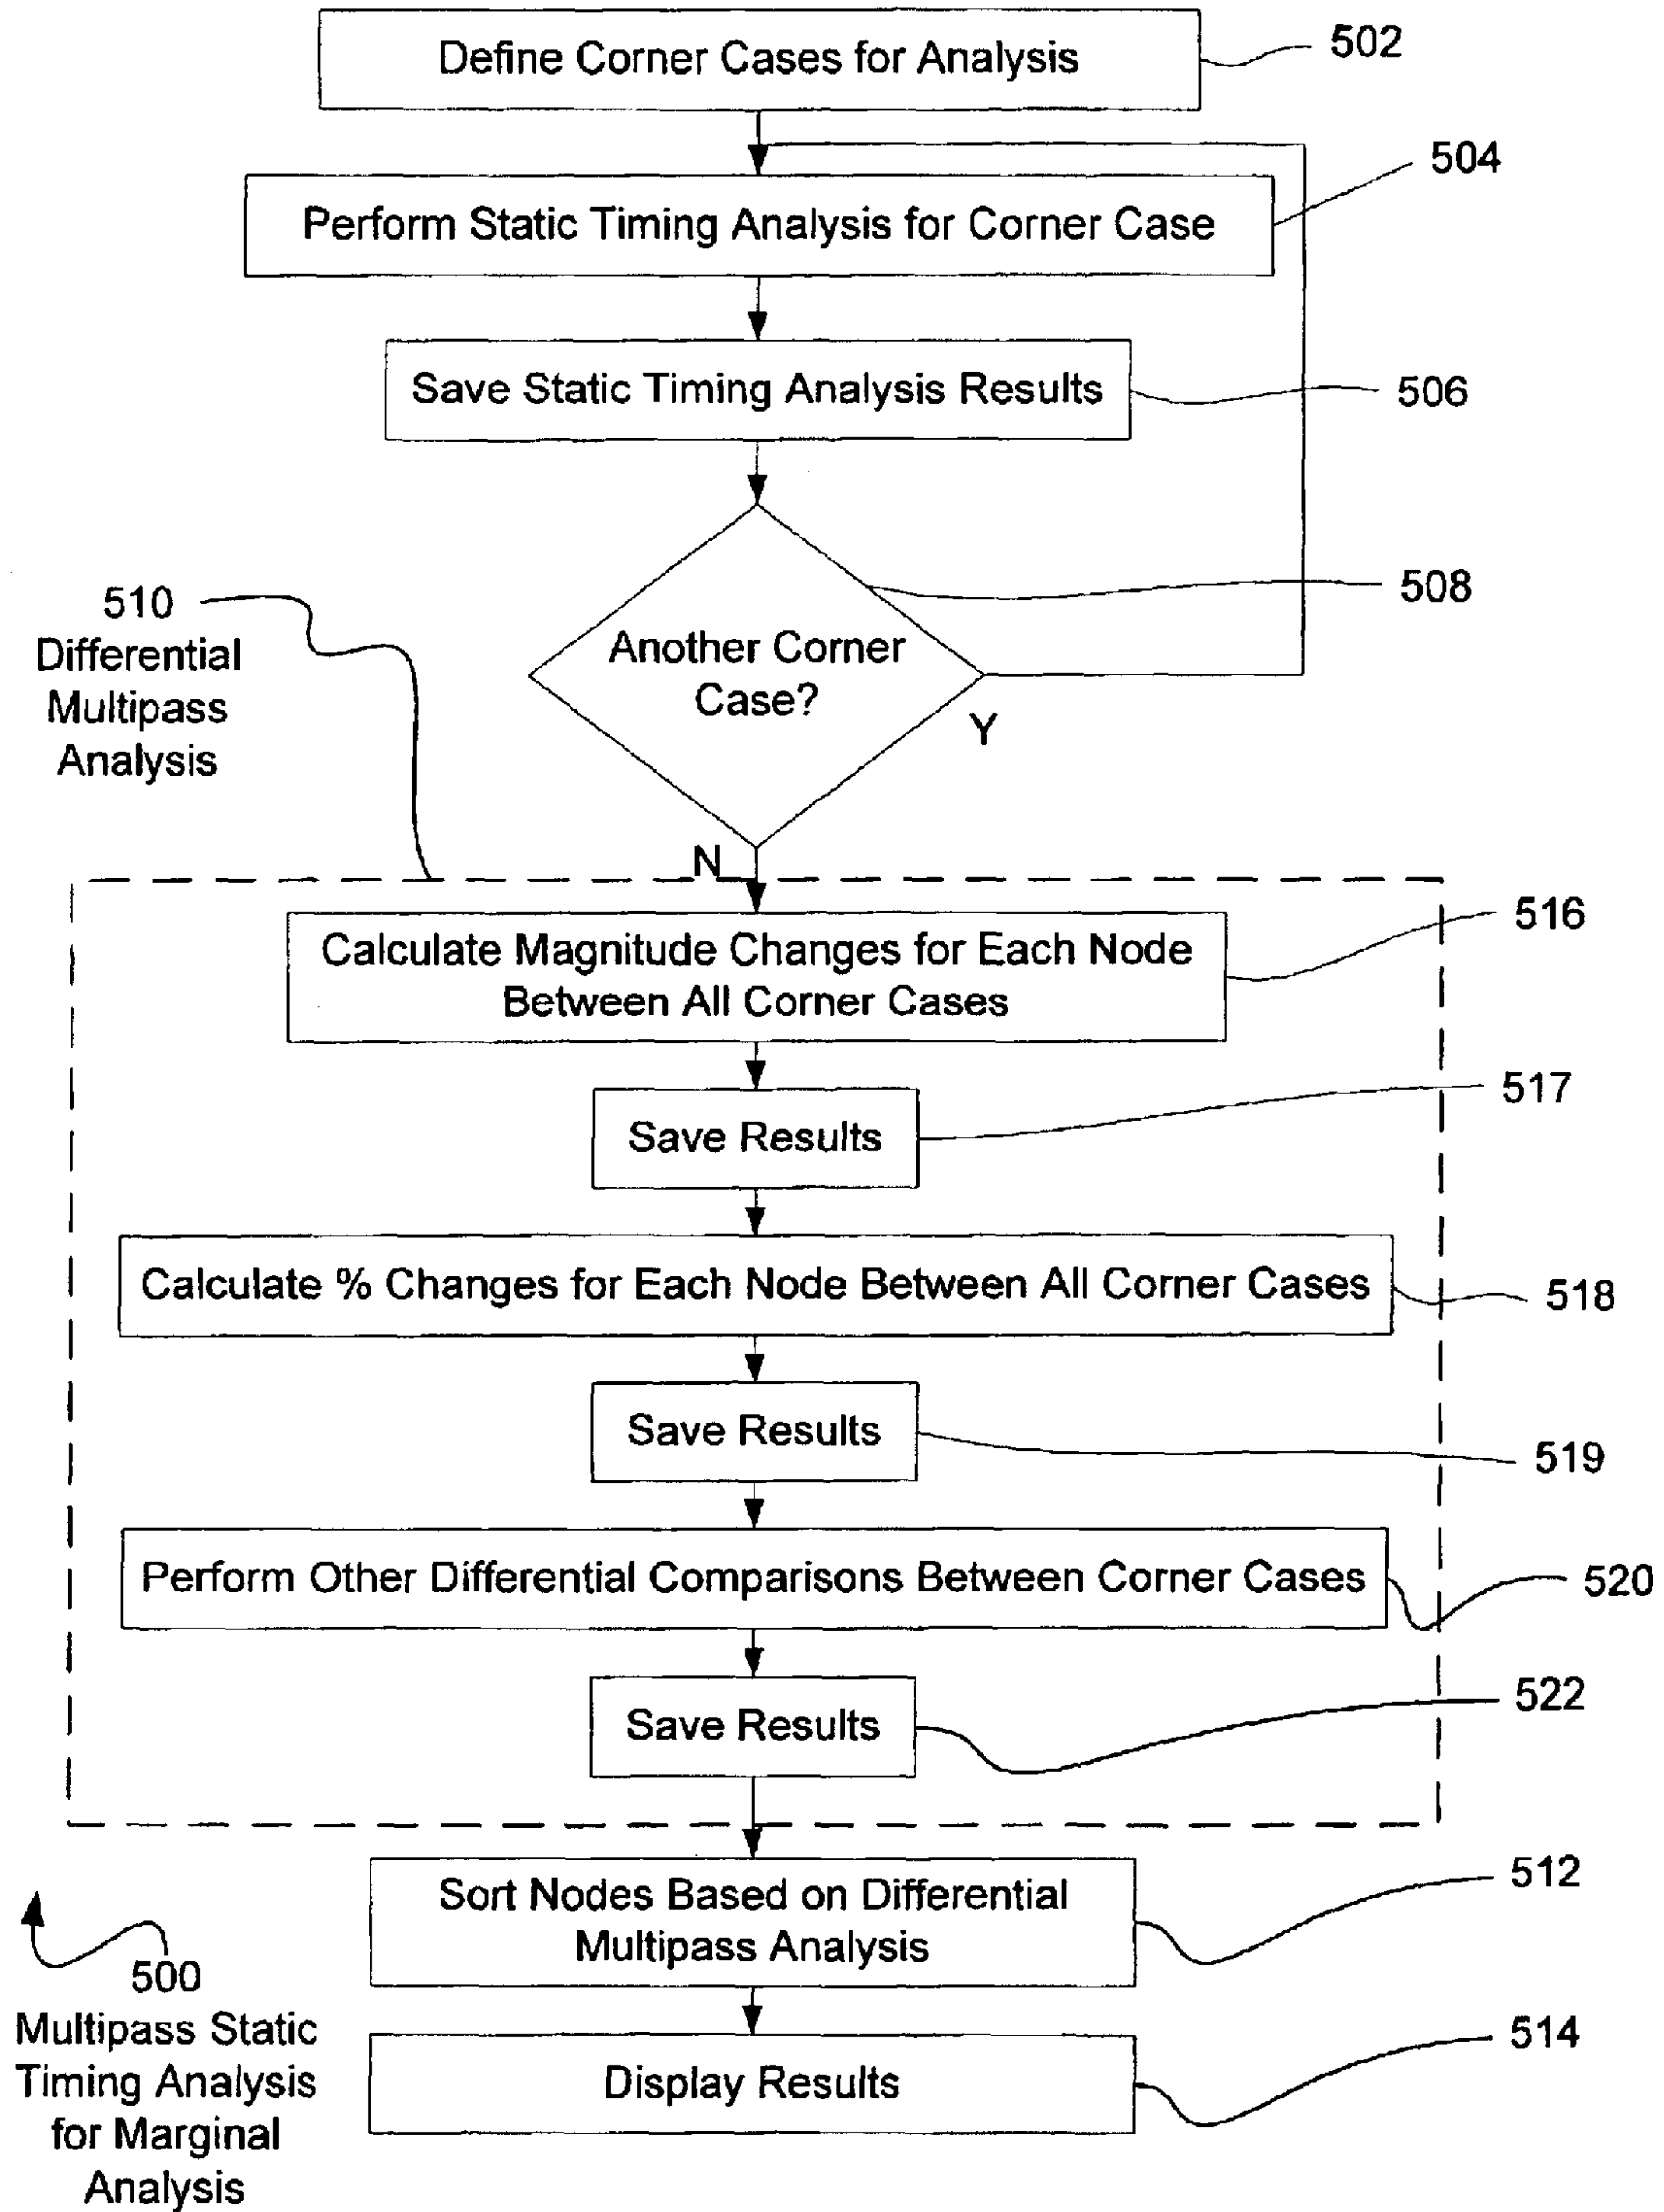 Define Corner Cases for Analysis
502
504
Perform Static Timing Analysis for Corner Case
Save Static Timing Analysis Results
506
508
Another Corner
Case?
Y
N
510
Differential
Multipass
Analysis
516
Calculate Magnitude Changes for Each Node
Between All Corner Cases
517
Save Results
Calculate % Changes for Each Node Between All Corner Cases
518
Save Results
519
Perform Other Differential Comparisons Between Corner Cases
520
Save Results
522
Sort Nodes Based on Differential
Multipass Analysis
512
500
Multipass Static
Timing Analysis
for Marginal
Analysis
Display Results
514